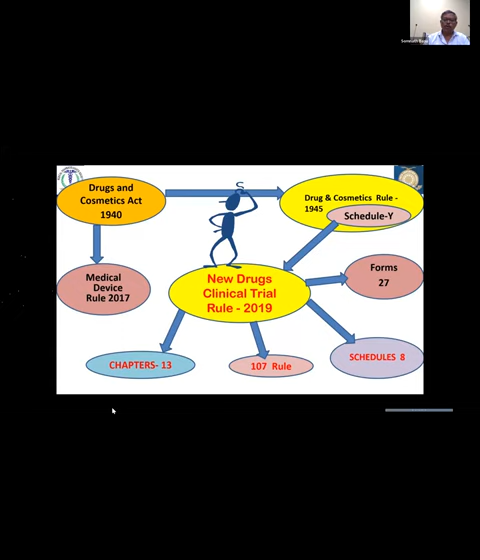 Drugs and
Cosmetics Act
1940
Drug & Cosmetics Rule -
1945
Schedule-Y
Medical
Device
Rule 2017
New Drugs
Clinical Trial
Rule - 2019
Forms
27
CHAPTERS- 13
107 Rule
SCHEDULES 8